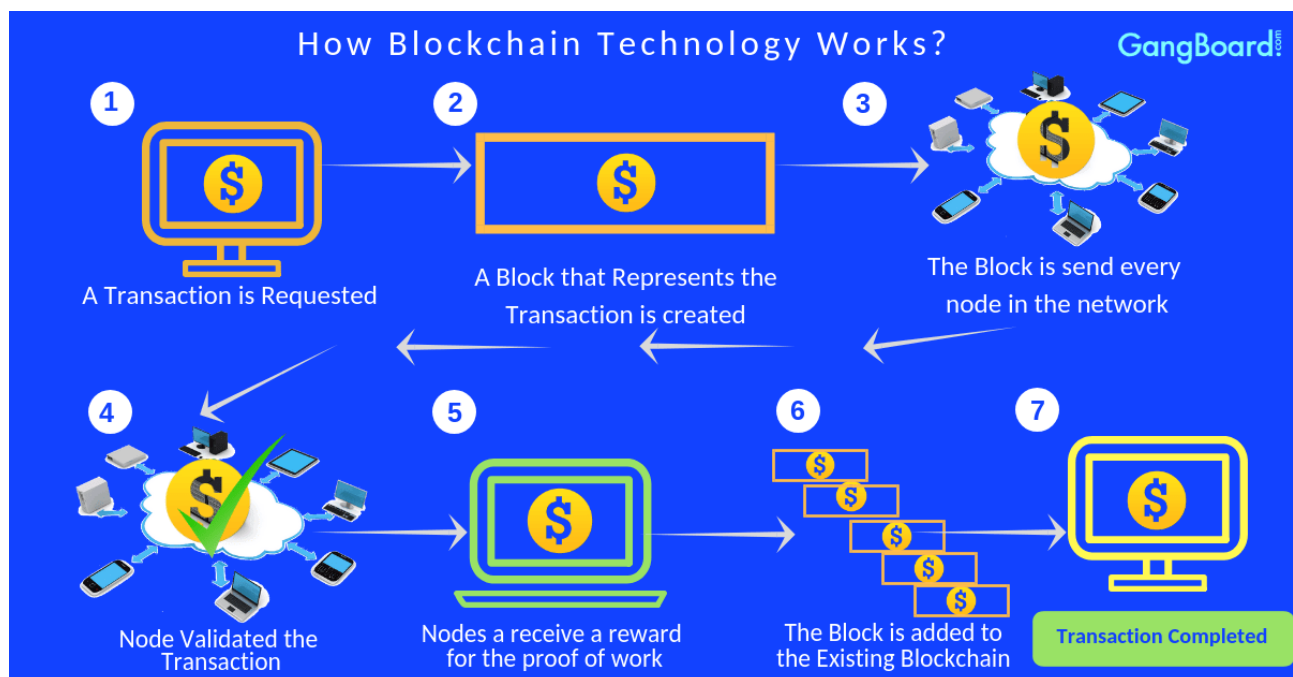 How Blockchain Technology Works?
GangBoard.com
1
2
3
$
$
$
A Transaction is Requested
A Block that Represents the
Transaction is created
The Block is send every
node in the network
4
5
6
7
$
$
$
$
$
$
$
$
Node Validated the
Transaction
Nodes a receive a reward
for the proof of work
The Block is added to
the Existing Blockchain
Transaction Completed